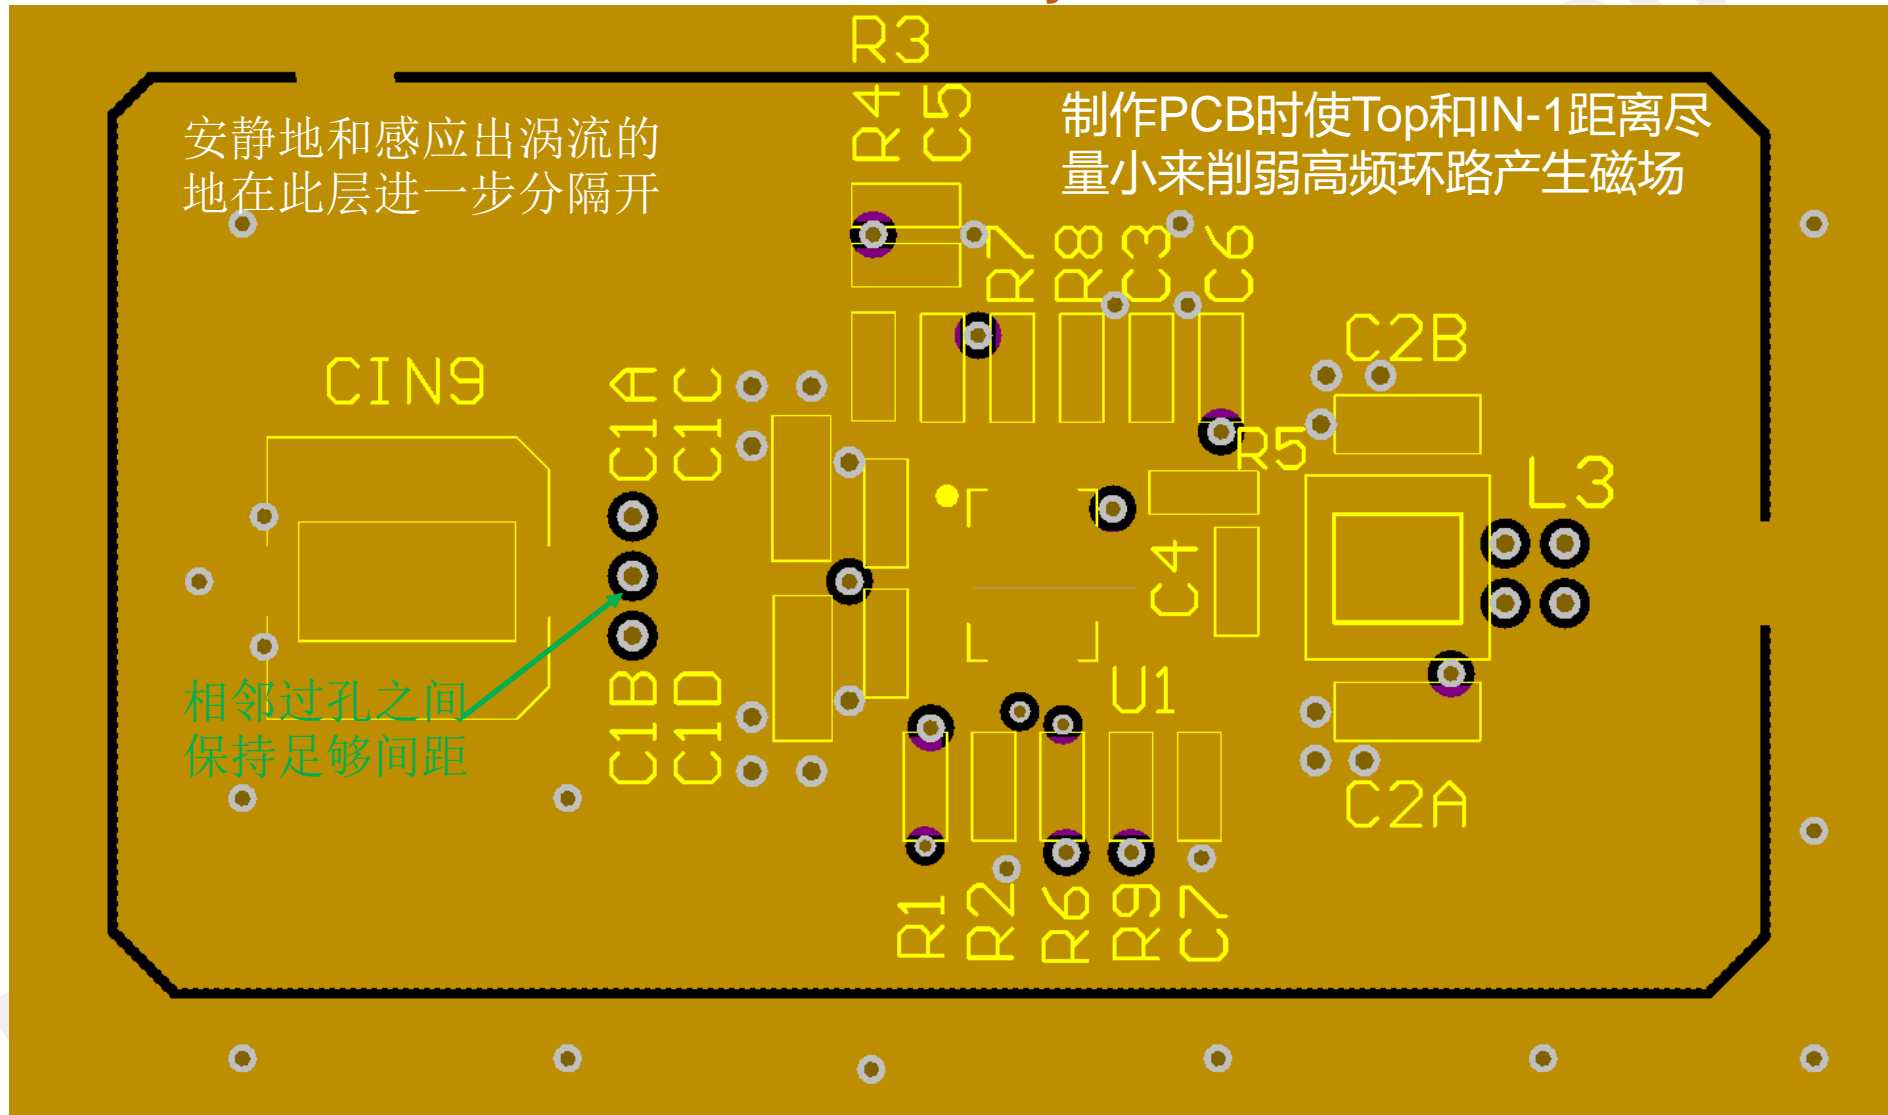 R3
R4
C5
安静地和感应出涡流的
地在此层进一步分隔开
制作PCB时使Top和IN-1距离尽
量小来削弱高频环路产生磁场
R7
R8
C3
C6
CIN9
C1A
C1C
C2B
R5
L3
C4
相邻过孔之间
保持足够间距
C1B
C1D
U1
C2A
R1
R2
R6
R9
C7